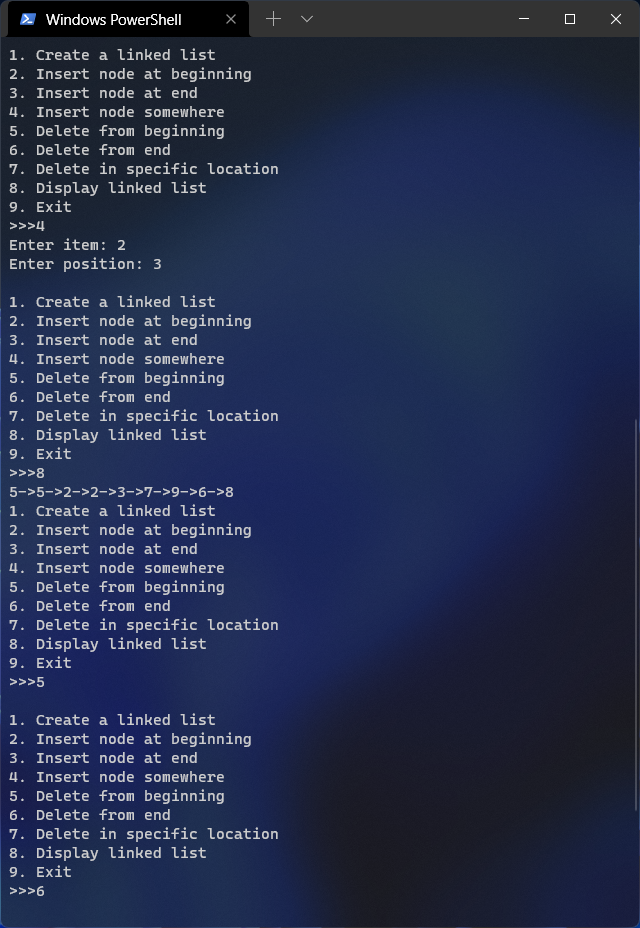 Windows PowerShell
1. Create a linked list
2. Insert node at beginning
3. Insert node at end
4. Insert node somewhere
5. Delete from beginning
6. Delete from end
7. Delete in specific location
8. Display linked list
9. Exit
>>>4
Enter item: 2
Enter position: 3
1. Create a linked list
2. Insert node at beginning
3. Insert node at end
4. Insert node somewhere
5. Delete from beginning
6. Delete from end
7. Delete in specific location
8. Display linked list
9. Exit
>>>8
5->5->2->2->3->7->9->6->8
1. Create a linked list
2. Insert node at beginning
3. Insert node at end
4. Insert node somewhere
5. Delete from beginning
6. Delete from end
7. Delete in specific location
8. Display linked list
9. Exit
>>>5
1. Create a linked list
2. Insert node at beginning
3. Insert node at end
4. Insert node somewhere
5. Delete from beginning
6. Delete from end
7. Delete in specific location
8. Display linked list
9. Exit
>>>6